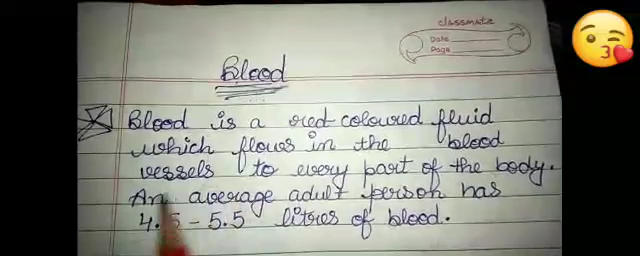 classmate
Date
Page
Blood
Blood is a red coloured fluid
which flows in the blood
vessels to every part of the body.
An average adult person has
4.5 - 5.5 litres of blood.